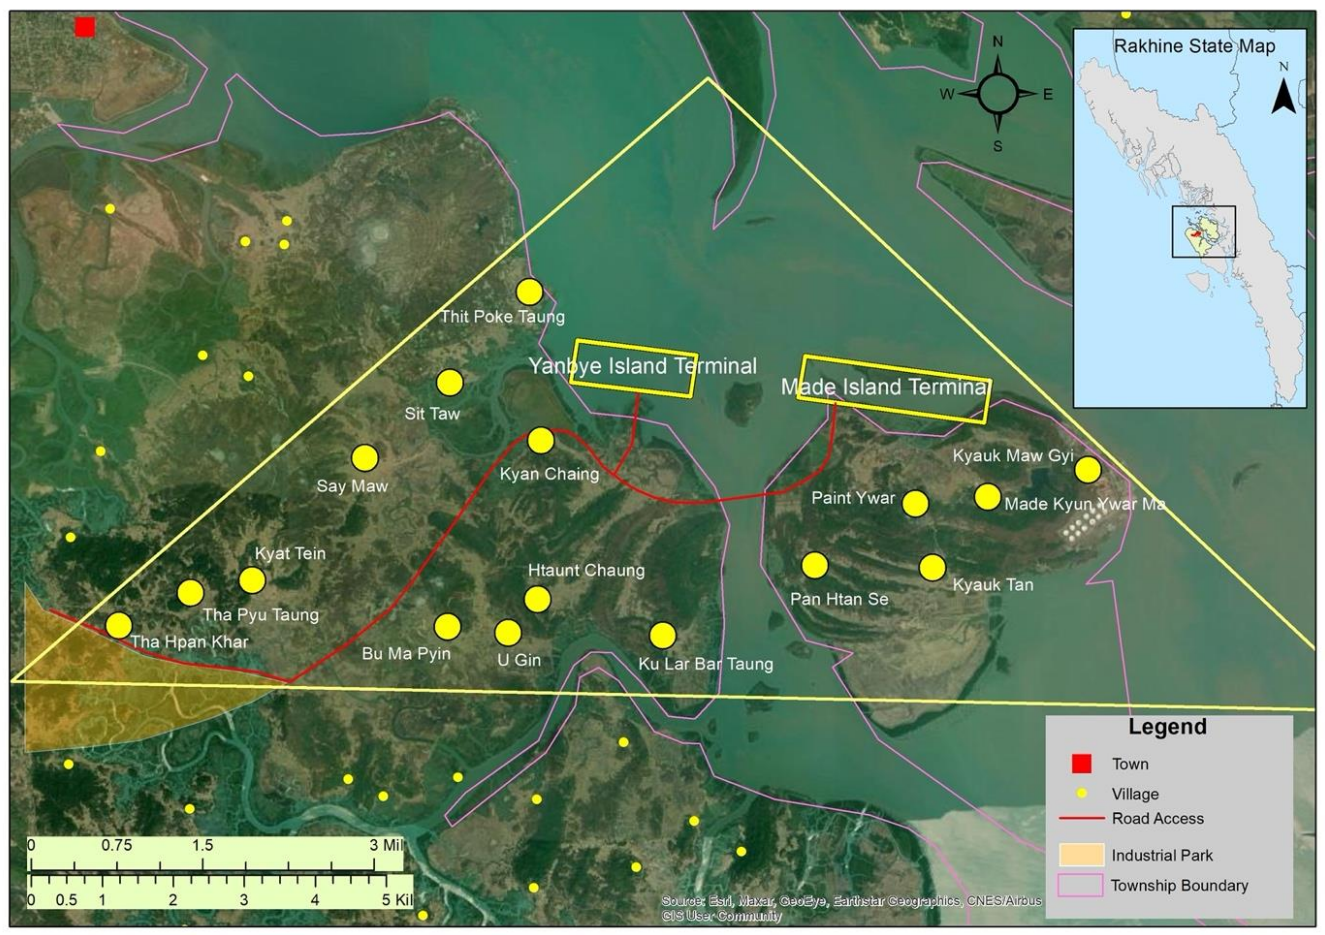 Rakhine State Map
N
N
W
E
S
Thit Poke Taung
Yanbye Island Terminal
Made Island Terminal
Sit Taw
Kyan Chaing
Say Maw
Kyauk Maw Gyi
Paint Ywar
Made Kyun Ywar Ma
Kyat Tein
Htaunt Chaung
Kyauk Tan
Pan Htan Se
Tha Pyu Taung
Tha Hpan Khar
Bu Ma Pyin
U Gin
Ku Lar Bar Taung
Legend
Town
Village
Road Access
Industrial Park
Township Boundary
0 0.75 1.5 3 Mil
0 0.5 1 2 3 4 5 Kil
Source: Esri, Maxar, GeoEye, Earthstar Geographics, CNES/Airbus
GIS User Community